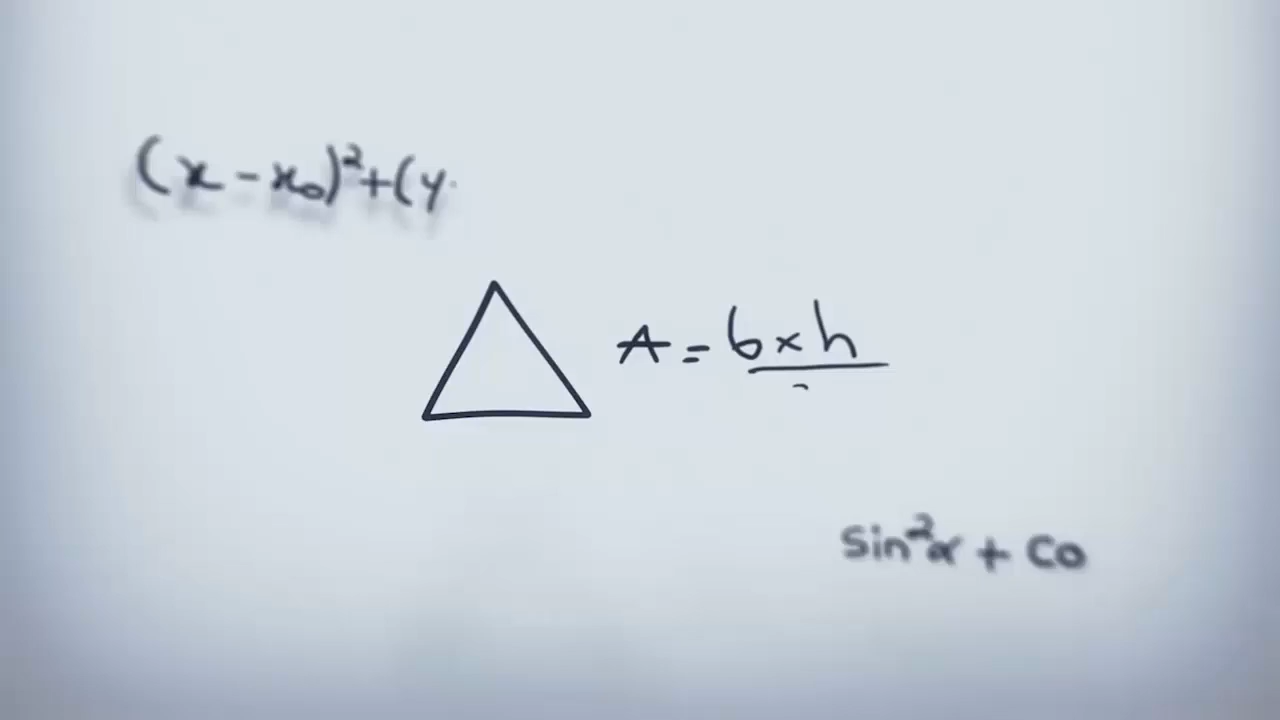 (x - x₀)² + (y
A = b × h
sin²α + co